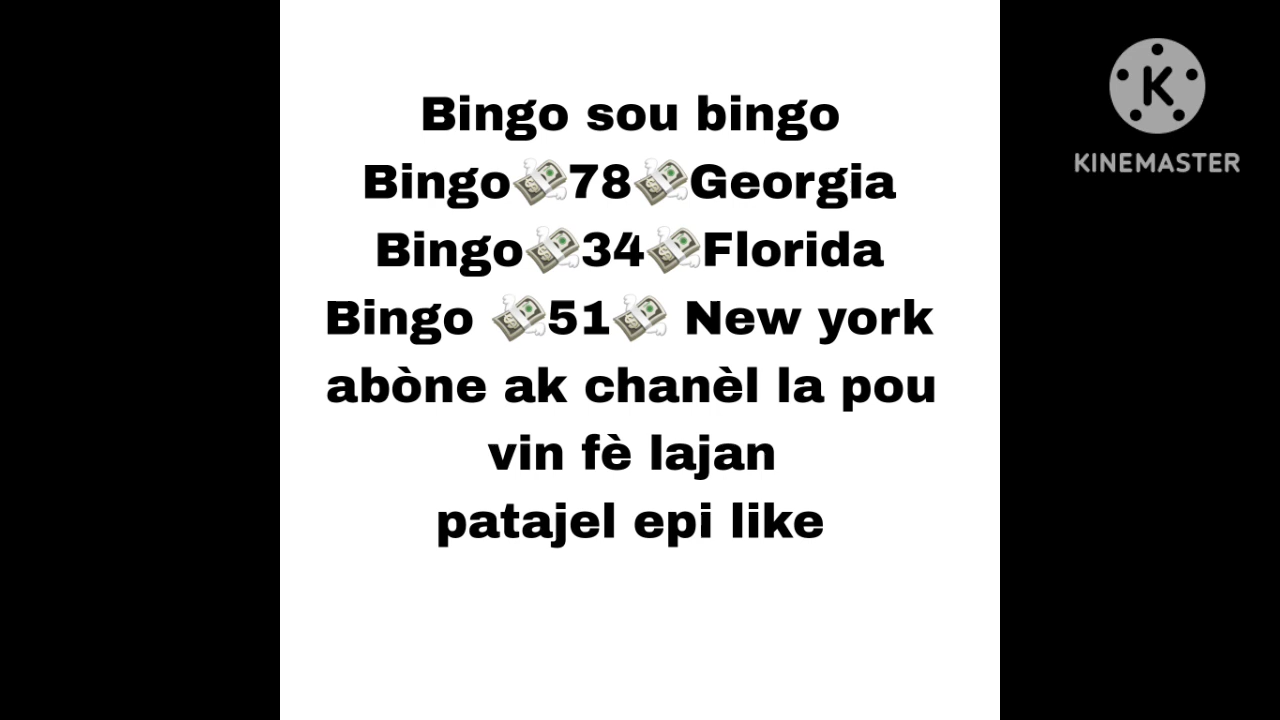 Bingo sou bingo
Bingo💸78💸Georgia
Bingo💸34💸Florida
Bingo 💸51💸 New york
abòne ak chanèl la pou
vin fè lajan
patajel epi like
KINEMASTER